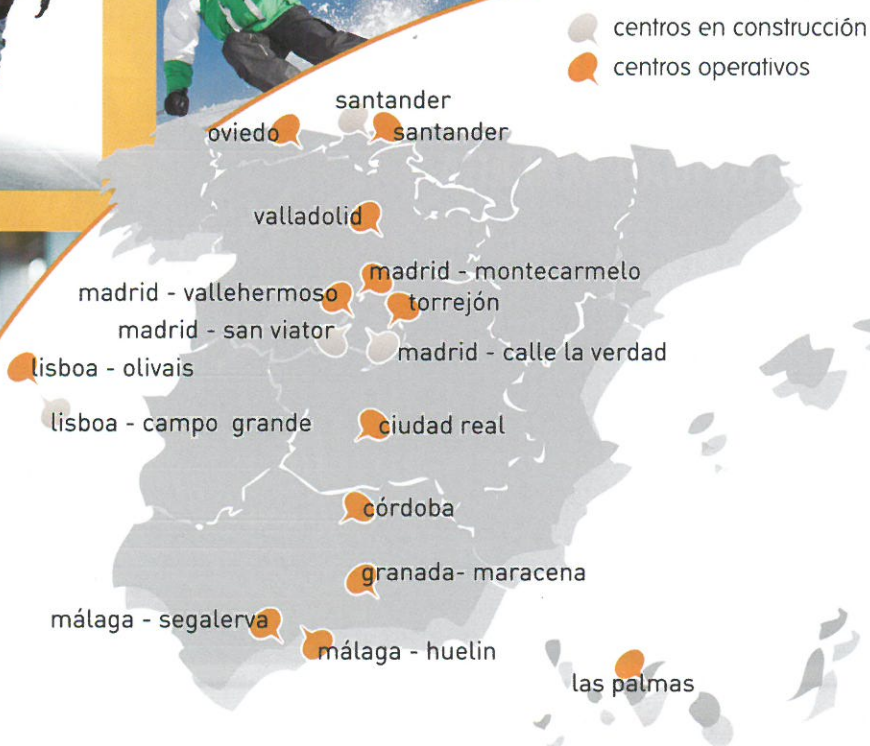 centros en construcción
centros operativos
santander
oviedo
santander
valladolid
madrid - montecarmelo
madrid - vallehermoso
torrejón
madrid - san viator
madrid - calle la verdad
lisboa - olivais
lisboa - campo grande
ciudad real
córdoba
granada- maracena
málaga - segalerva
málaga - huelin
las palmas